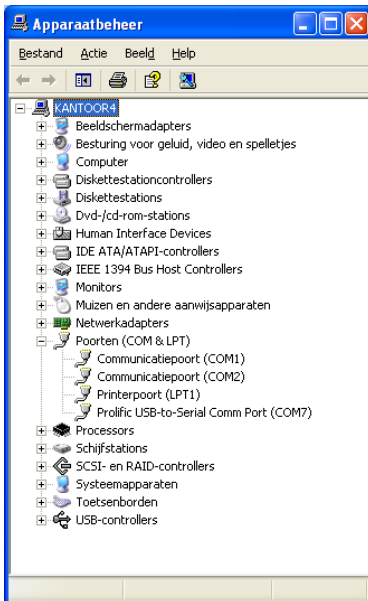 Apparaatbeheer
Bestand Actie Beeld Help
KANTOOR4
Beeldschermadapters
Besturing voor geluid, video en spelletjes
Computer
Diskettestationcontrollers
Diskettestations
Dvd-/cd-rom-stations
Human Interface Devices
IDE ATA/ATAPI-controllers
IEEE 1394 Bus Host Controllers
Monitors
Muizen en andere aanwijsapparaten
Netwerkadapters
Poorten (COM & LPT)
Communicatiepoort (COM1)
Communicatiepoort (COM2)
Printerpoort (LPT1)
Prolific USB-to-Serial Comm Port (COM7)
Processors
Schijfstations
SCSI- en RAID-controllers
Systeemapparaten
Toetsenborden
USB-controllers